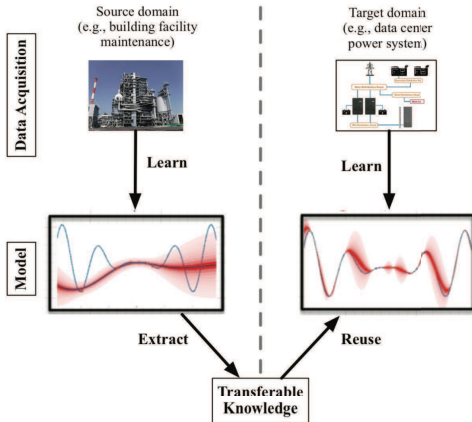 Source domain
(e.g., building facility
maintenance)
Target domain
(e.g., data center
power system)
Data Acquisition
Learn
Learn
Model
Extract
Reuse
Transferable
Knowledge